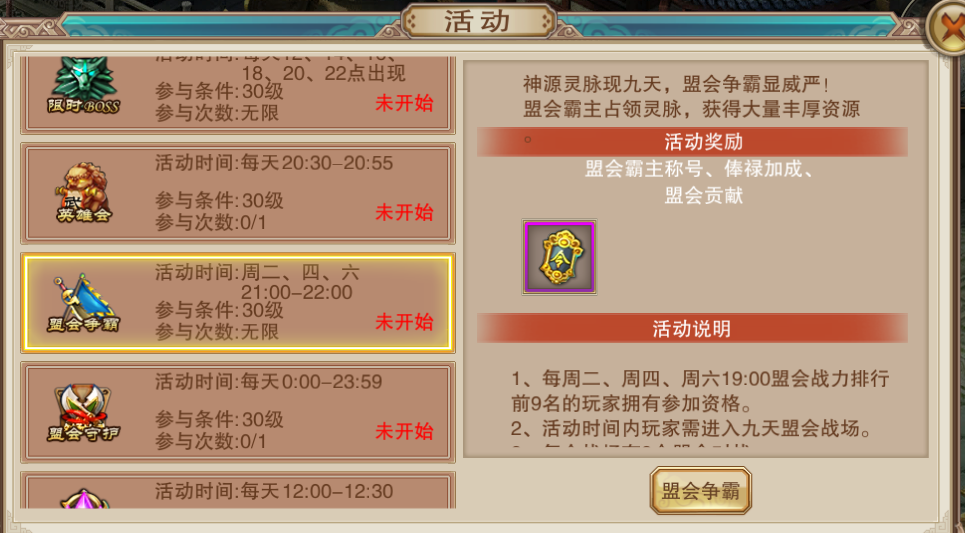 活动
18、20、22点出现
限时BOSS
参与条件:30级
参与次数:无限
未开始
武
英雄会
活动时间:每天20:30-20:55
参与条件:30级
参与次数:0/1
未开始
盟会争霸
活动时间:周二、四、六
21:00-22:00
参与条件:30级
参与次数:无限
未开始
盟会守护
活动时间:每天0:00-23:59
参与条件:30级
参与次数:0/1
未开始
活动时间:每天12:00-12:30
神源灵脉现九天，盟会争霸显威严!
盟会霸主占领灵脉，获得大量丰厚资源
。
活动奖励
盟会霸主称号、俸禄加成、
盟会贡献
令
活动说明
1、每周二、周四、周六19:00盟会战力排行
前9名的玩家拥有参加资格。
2、活动时间内玩家需进入九天盟会战场。
盟会争霸